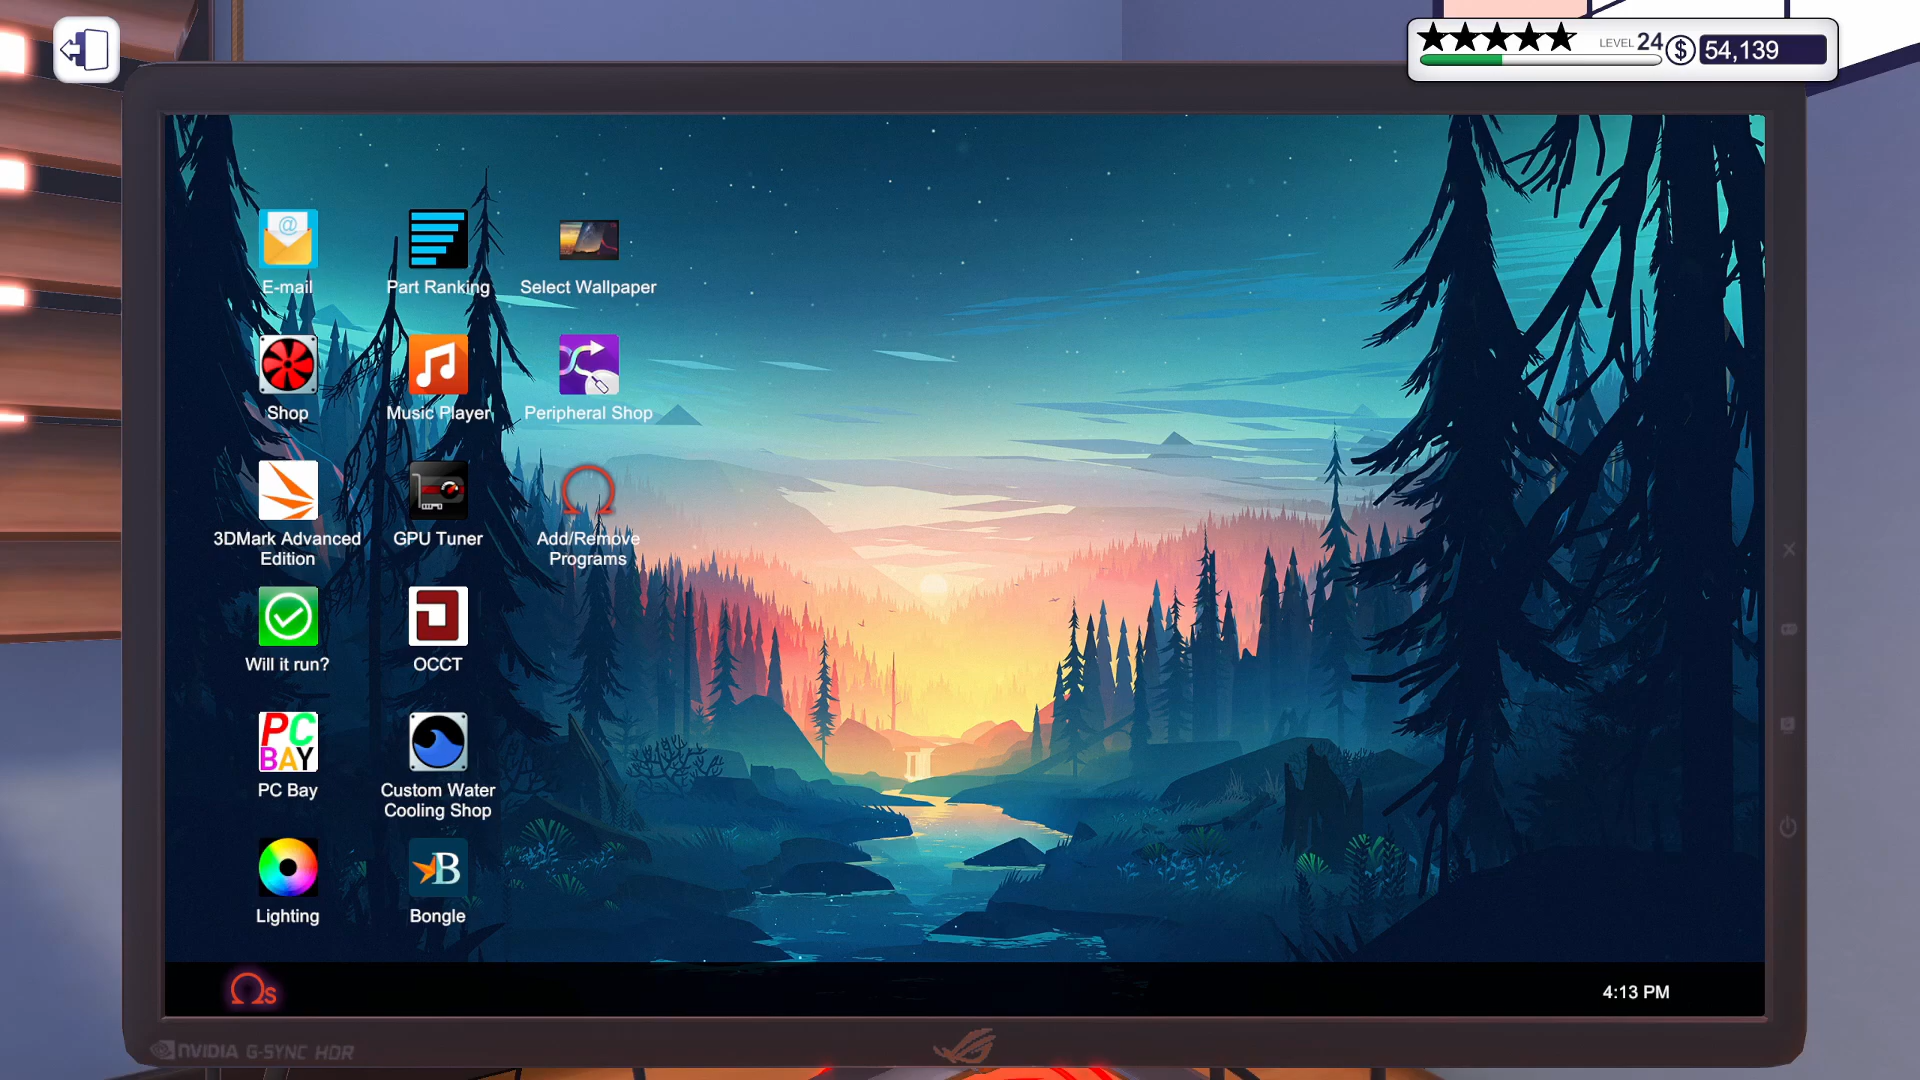 LEVEL 24 $ 54,139
E-mail
Part Ranking
Select Wallpaper
Shop
Music Player
Peripheral Shop
3DMark Advanced
Edition
GPU Tuner
Add/Remove
Programs
Will it run?
OCCT
PC
BAY
PC Bay
Custom Water
Cooling Shop
Lighting
B
Bongle
Ωs
4:13 PM
NVIDIA G-SYNC HDR